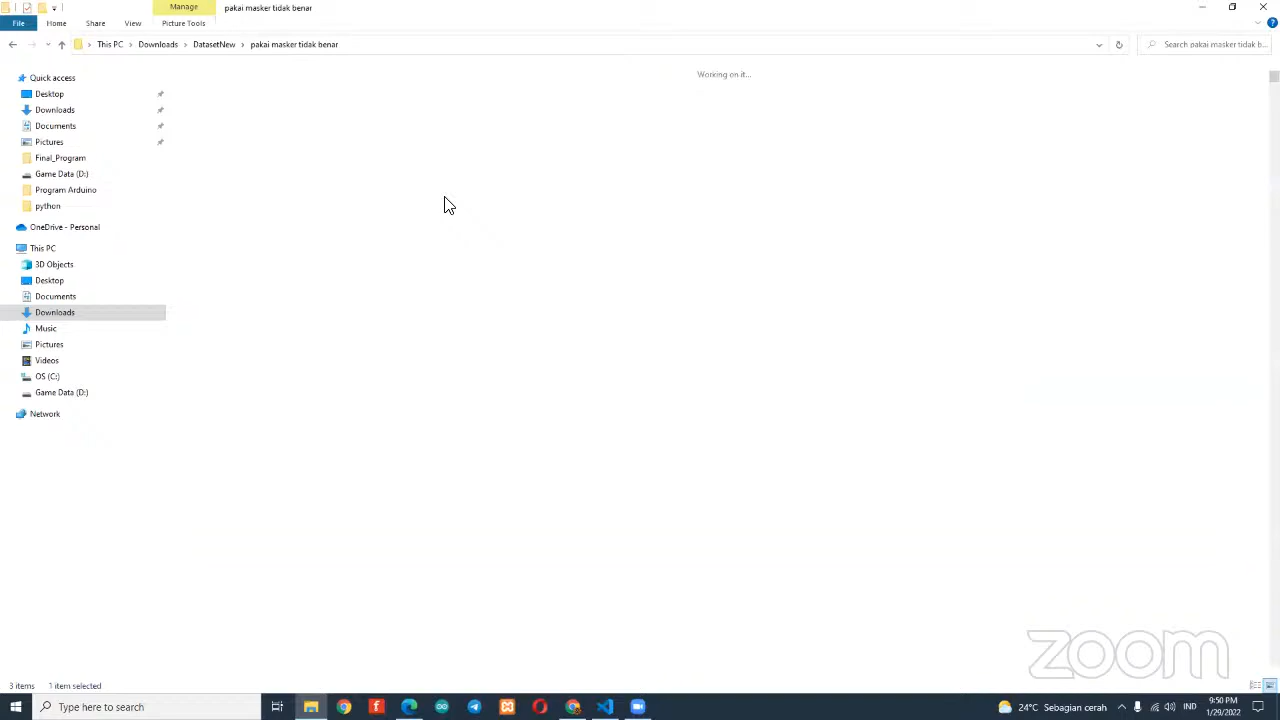 Manage
pakai masker tidak benar
File
Home
Share
View
Picture Tools
This PC
Downloads
DatasetNew
pakai masker tidak benar
Search pakai masker tidak b...
Working on it...
Quick access
Desktop
Downloads
Documents
Pictures
Final_Program
Game Data (D:)
Program Arduino
python
OneDrive - Personal
This PC
3D Objects
Desktop
Documents
Downloads
Music
Pictures
Videos
OS (C:)
Game Data (D:)
Network
zoom
3 items
1 item selected
Type here to search
24°C Sebagian cerah
IND
9:50 PM
1/29/2022